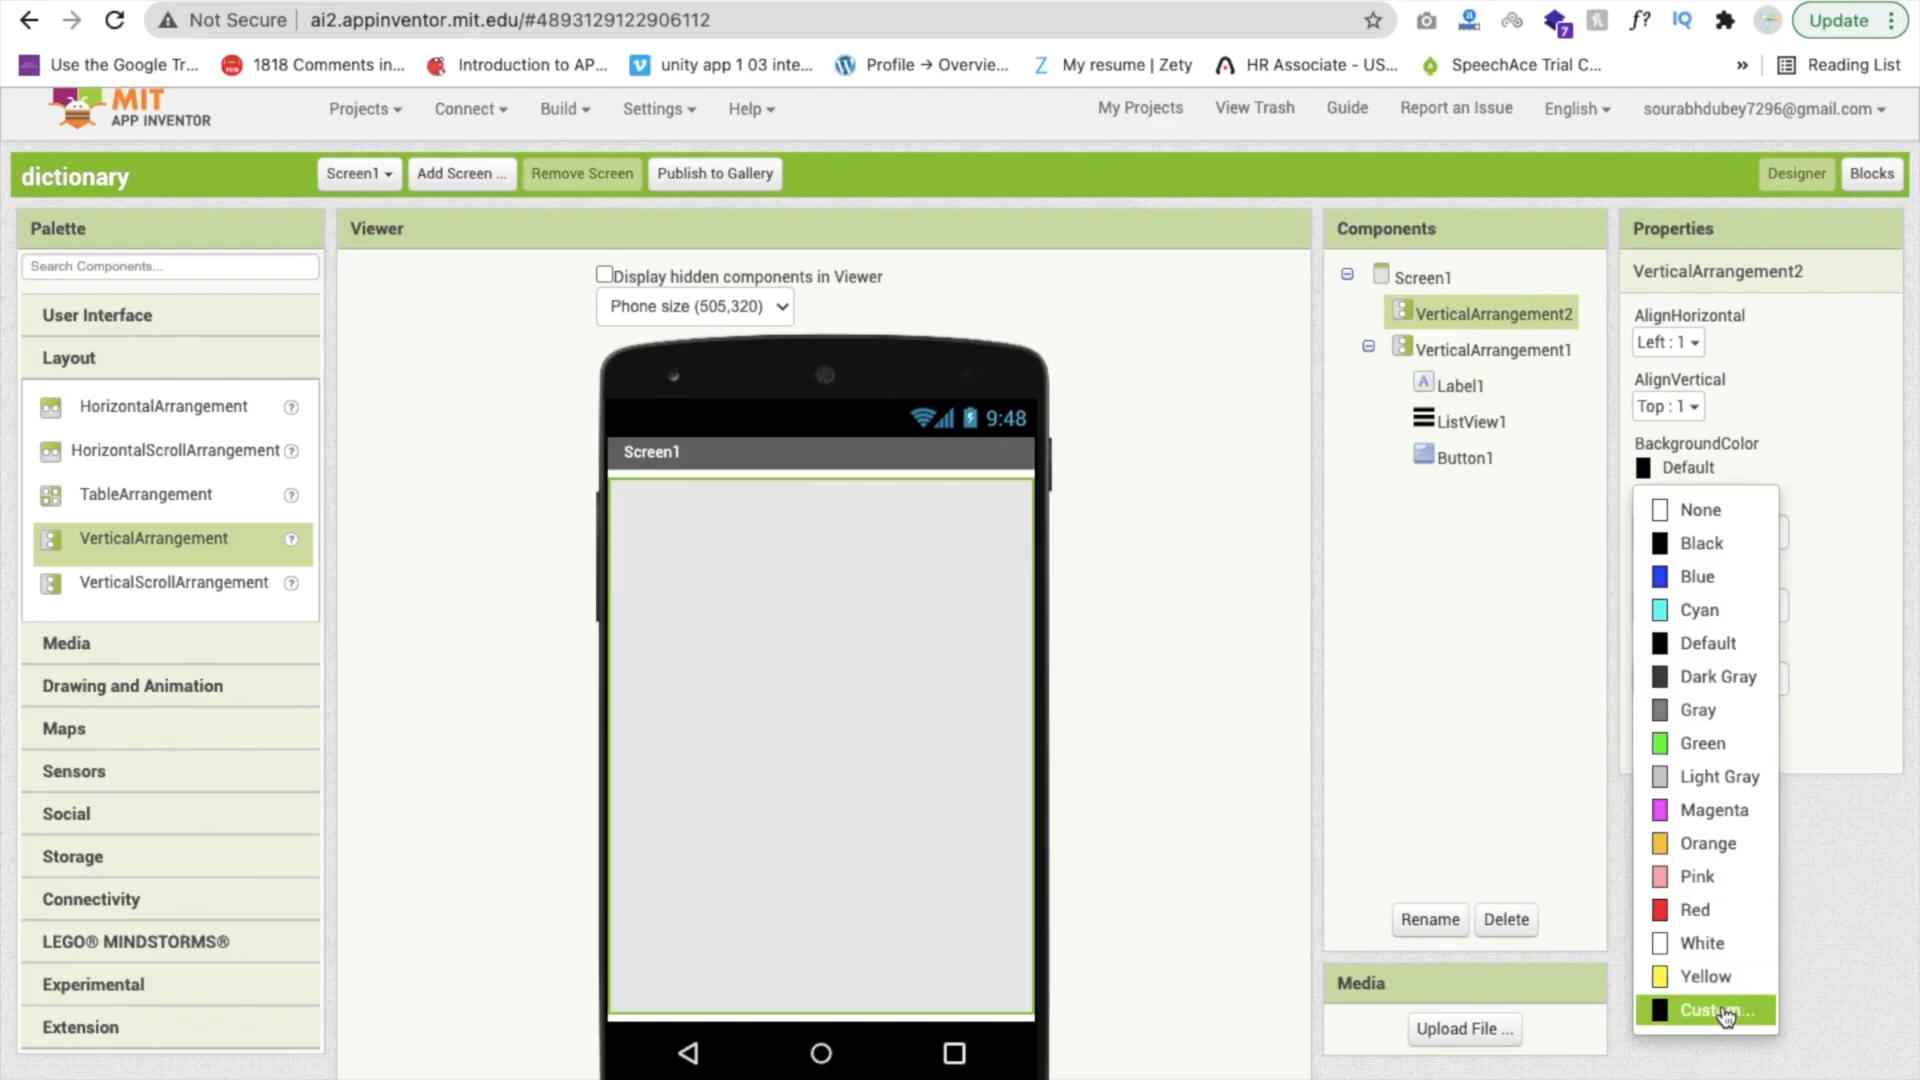 Not Secure
ai2.appinventor.mit.edu/#4893129122906112
7
f?
IQ
Update
Use the Google Tr...
1818 Comments in...
Introduction to AP...
unity app 1 03 inte...
Profile → Overvie...
Z
My resume | Zety
HR Associate - US...
SpeechAce Trial C...
»
Reading List
MIT
APP INVENTOR
Projects
Connect
Build
Settings
Help
My Projects
View Trash
Guide
Report an Issue
English
sourabhdubey7296@gmail.com
dictionary
Screen1
Add Screen ...
Remove Screen
Publish to Gallery
Designer
Blocks
Palette
Search Components...
User Interface
Layout
HorizontalArrangement
?
HorizontalScrollArrangement
?
TableArrangement
?
VerticalArrangement
?
VerticalScrollArrangement
?
Media
Drawing and Animation
Maps
Sensors
Social
Storage
Connectivity
LEGO® MINDSTORMS®
Experimental
Extension
Viewer
Display hidden components in Viewer
Phone size (505,320)
9:48
Screen1
Components
Screen1
VerticalArrangement2
VerticalArrangement1
A
Label1
ListView1
Button1
Rename
Delete
Media
Upload File ...
Properties
VerticalArrangement2
AlignHorizontal
Left : 1
AlignVertical
Top : 1
BackgroundColor
Default
None
Black
Blue
Cyan
Default
Dark Gray
Gray
Green
Light Gray
Magenta
Orange
Pink
Red
White
Yellow